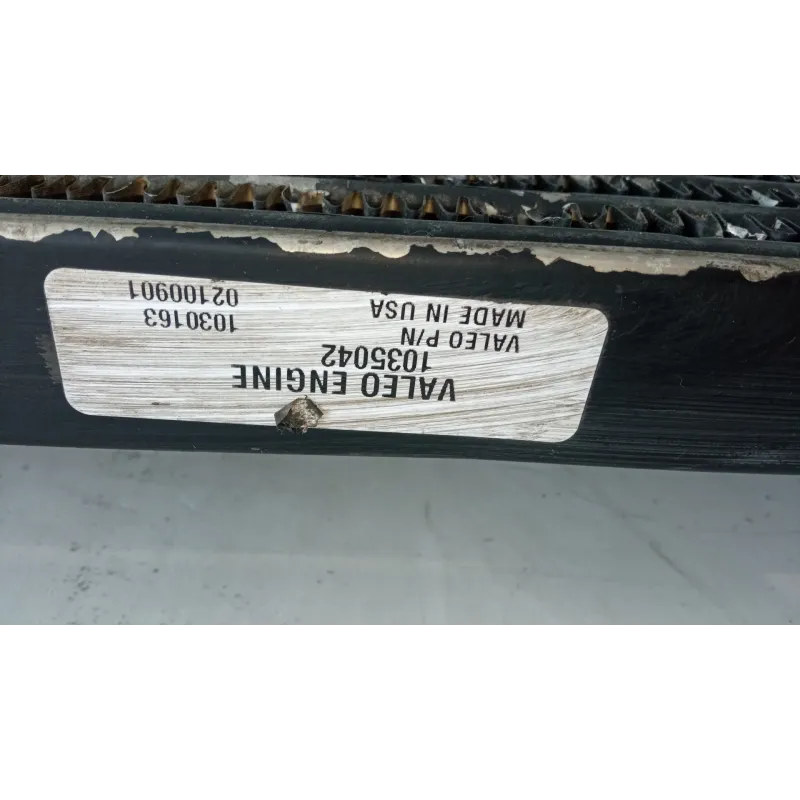 VALEO ENGINE
1035042
VALEO P/N 1030163
MADE IN USA 02100901